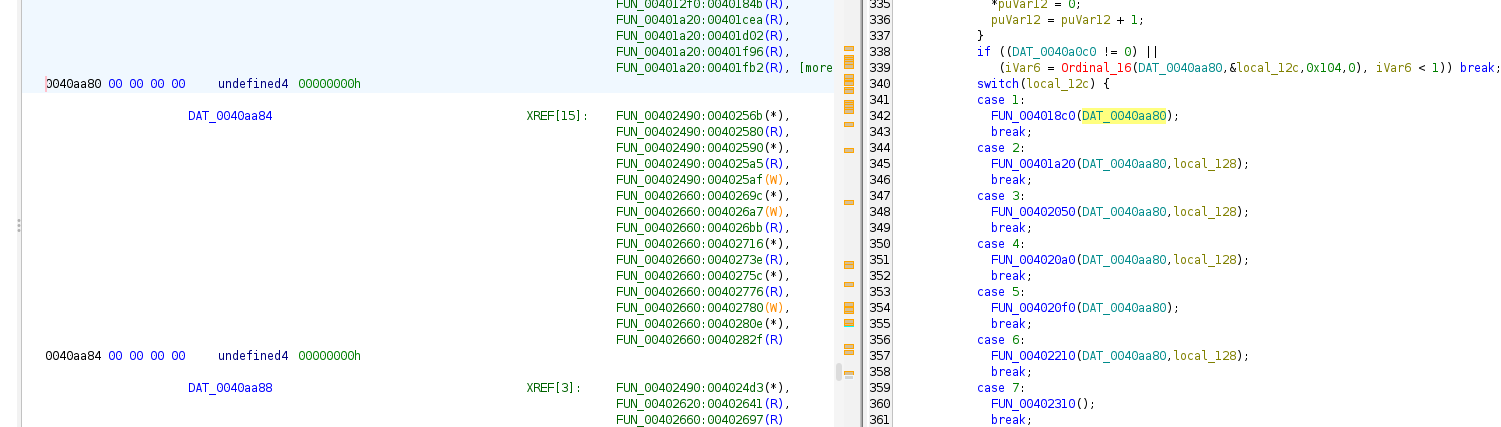 FUN_004012f0:0040184b(R),
FUN_00401a20:00401cea(R),
FUN_00401a20:00401d02(R),
FUN_00401a20:00401f96(R),
FUN_00401a20:00401fb2(R), [more
0040aa80 00 00 00 00 undefined4 00000000h
DAT_0040aa84 XREF[15]: FUN_00402490:0040256b(*),
FUN_00402490:00402580(R),
FUN_00402490:00402590(*),
FUN_00402490:004025a5(R),
FUN_00402490:004025af(W),
FUN_00402660:0040269c(*),
FUN_00402660:004026a7(W),
FUN_00402660:004026bb(R),
FUN_00402660:00402716(*),
FUN_00402660:0040273e(R),
FUN_00402660:0040275c(*),
FUN_00402660:00402776(R),
FUN_00402660:00402780(W),
FUN_00402660:0040280e(*),
FUN_00402660:0040282f(R)
0040aa84 00 00 00 00 undefined4 00000000h
DAT_0040aa88 XREF[3]: FUN_00402490:004024d3(*),
FUN_00402620:00402641(R),
FUN_00402660:00402697(R)
335 *puVar12 = 0;
336 puVar12 = puVar12 + 1;
337 }
338 if ((DAT_0040a0c0 != 0) ||
339 (iVar6 = Ordinal_16(DAT_0040aa80,&local_12c,0x104,0), iVar6 < 1)) break;
340 switch(local_12c) {
341 case 1:
342 FUN_004018c0(DAT_0040aa80);
343 break;
344 case 2:
345 FUN_00401a20(DAT_0040aa80,local_128);
346 break;
347 case 3:
348 FUN_00402050(DAT_0040aa80,local_128);
349 break;
350 case 4:
351 FUN_004020a0(DAT_0040aa80,local_128);
352 break;
353 case 5:
354 FUN_004020f0(DAT_0040aa80);
355 break;
356 case 6:
357 FUN_00402210(DAT_0040aa80,local_128);
358 break;
359 case 7:
360 FUN_00402310();
361 break;